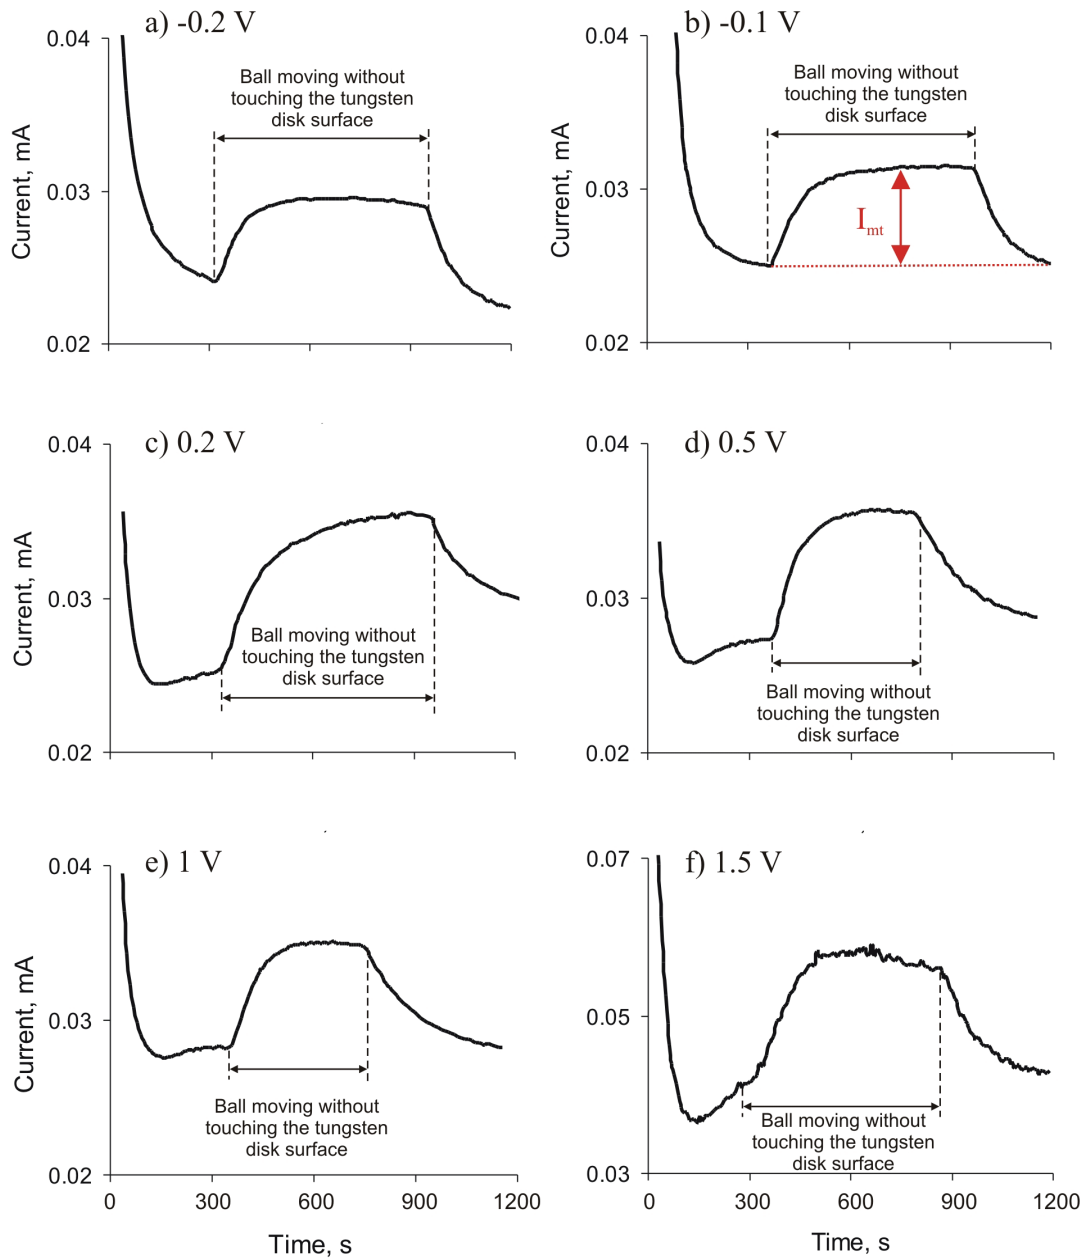 a) -0.2 V
0.04
0.03
0.02
Current, mA
Ball moving without
touching the tungsten
disk surface
b) -0.1 V
0.04
0.03
0.02
Current, mA
Ball moving without
touching the tungsten
disk surface
Imt
c) 0.2 V
0.04
0.03
0.02
Current, mA
Ball moving without
touching the tungsten
disk surface
d) 0.5 V
0.04
0.03
0.02
Ball moving without
touching the tungsten
disk surface
e) 1 V
0.04
0.03
0.02
Current, mA
Ball moving without
touching the tungsten
disk surface
0 300 600 900 1200
Time, s
f) 1.5 V
0.07
0.05
0.03
Ball moving without
touching the tungsten
disk surface
0 300 600 900 1200
Time, s